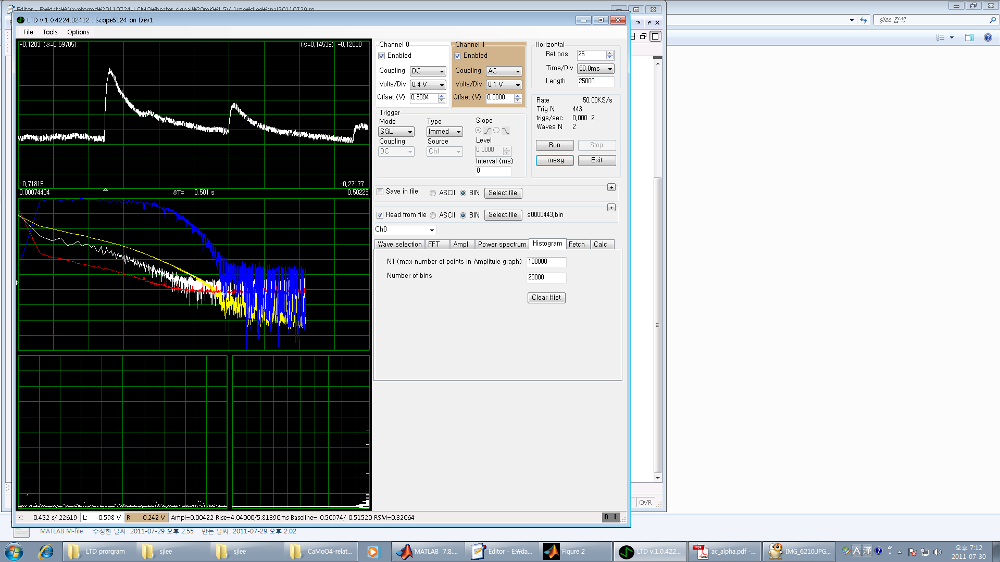 Editor - E:₩data₩Waveforms₩20110724-LCMO₩heater_signal₩20mK₩1.5V_1ms₩sjlee₩anal20110729.m
LTD v.1.0.4224.32412 : Scope5124 on Dev1
sjlee 검색
File Tools Options
-0,1203 (δ=0,59785) (δ=0,14539) -0,12638
-0,71815 -0,27177
0,00074404 δT= 0,501 s 0,50223
Channel 0
Enabled
Coupling DC
Volts/Div 0,4 V
Offset (V) 0,3994
Channel 1
Enabled
Coupling AC
Volts/Div 0,1 V
Offset (V) 0,0000
Horizontal
Ref pos 25
Time/Div 50,0ms
Length 25000
Trigger
Mode Type Slope
SGL Immed
Coupling Source Level
DC Ch1 0,0000
Interval (ms)
0
Rate 50,00KS/s
Trig N 443
trigs/sec 0,000 2
Waves N 2
Run Stop
mesg Exit
Save in file ASCII BIN Select file
+
Read from file ASCII BIN Select file s0000443,bin
+
Ch0
Wave selection FFT Ampl Power spectrum Histogram Fetch Calc
N1 (max number of points in Amplitule graph) 100000
Number of bins 20000
Clear Hist
OVR
X: 0.452 s/ 22619 L: -0.598 V R: -0.242 V Ampl=0.00422 Rise=4.04000/5.81390ms Baseline=-0.50974/-0.51520 RSM=0.32064 0 1
MATLAB M-file 수정한 날짜: 2011-07-29 오후 2:55 만든 날짜: 2011-07-29 오후 2:02
LTD prorgram sjlee sjlee CaMoO4-relat... MATLAB 7.8.... Editor - E:₩da... Figure 2 LTD v.1.0.422... ac_alpha.pdf -... IMG_6210.JPG... A 漢 오후 7:12
2011-07-30